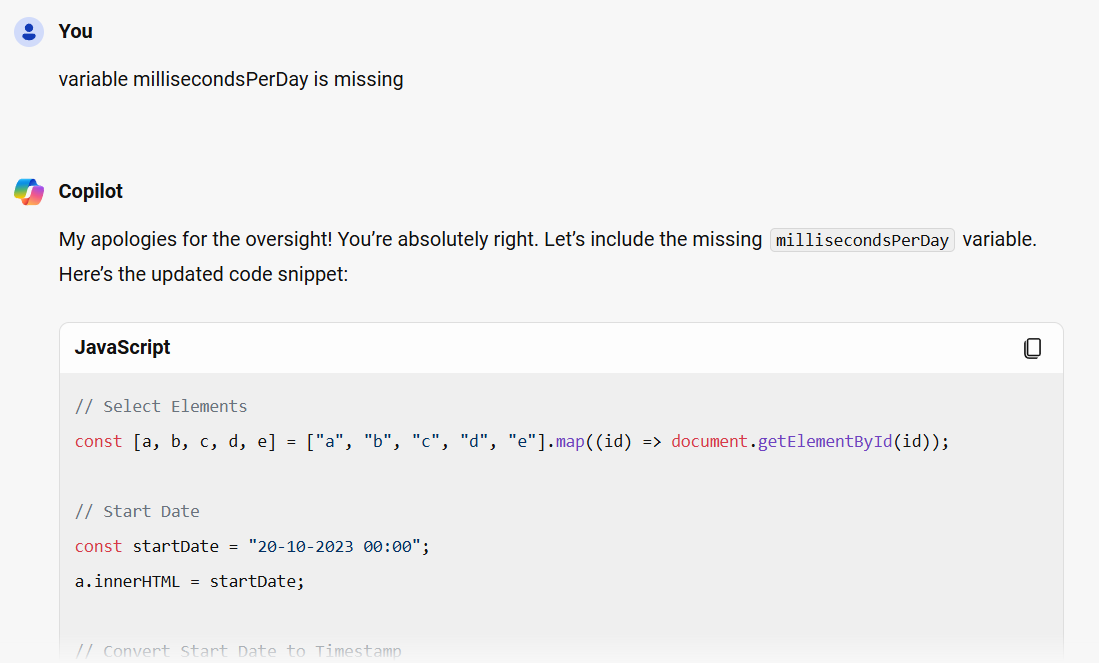 You
variable millisecondsPerDay is missing
Copilot
My apologies for the oversight! You’re absolutely right. Let’s include the missing millisecondsPerDay variable.
Here’s the updated code snippet:
JavaScript
// Select Elements
const [a, b, c, d, e] = ["a", "b", "c", "d", "e"].map((id) => document.getElementById(id));
// Start Date
const startDate = "20-10-2023 00:00";
a.innerHTML = startDate;
// Convert Start Date to Timestamp